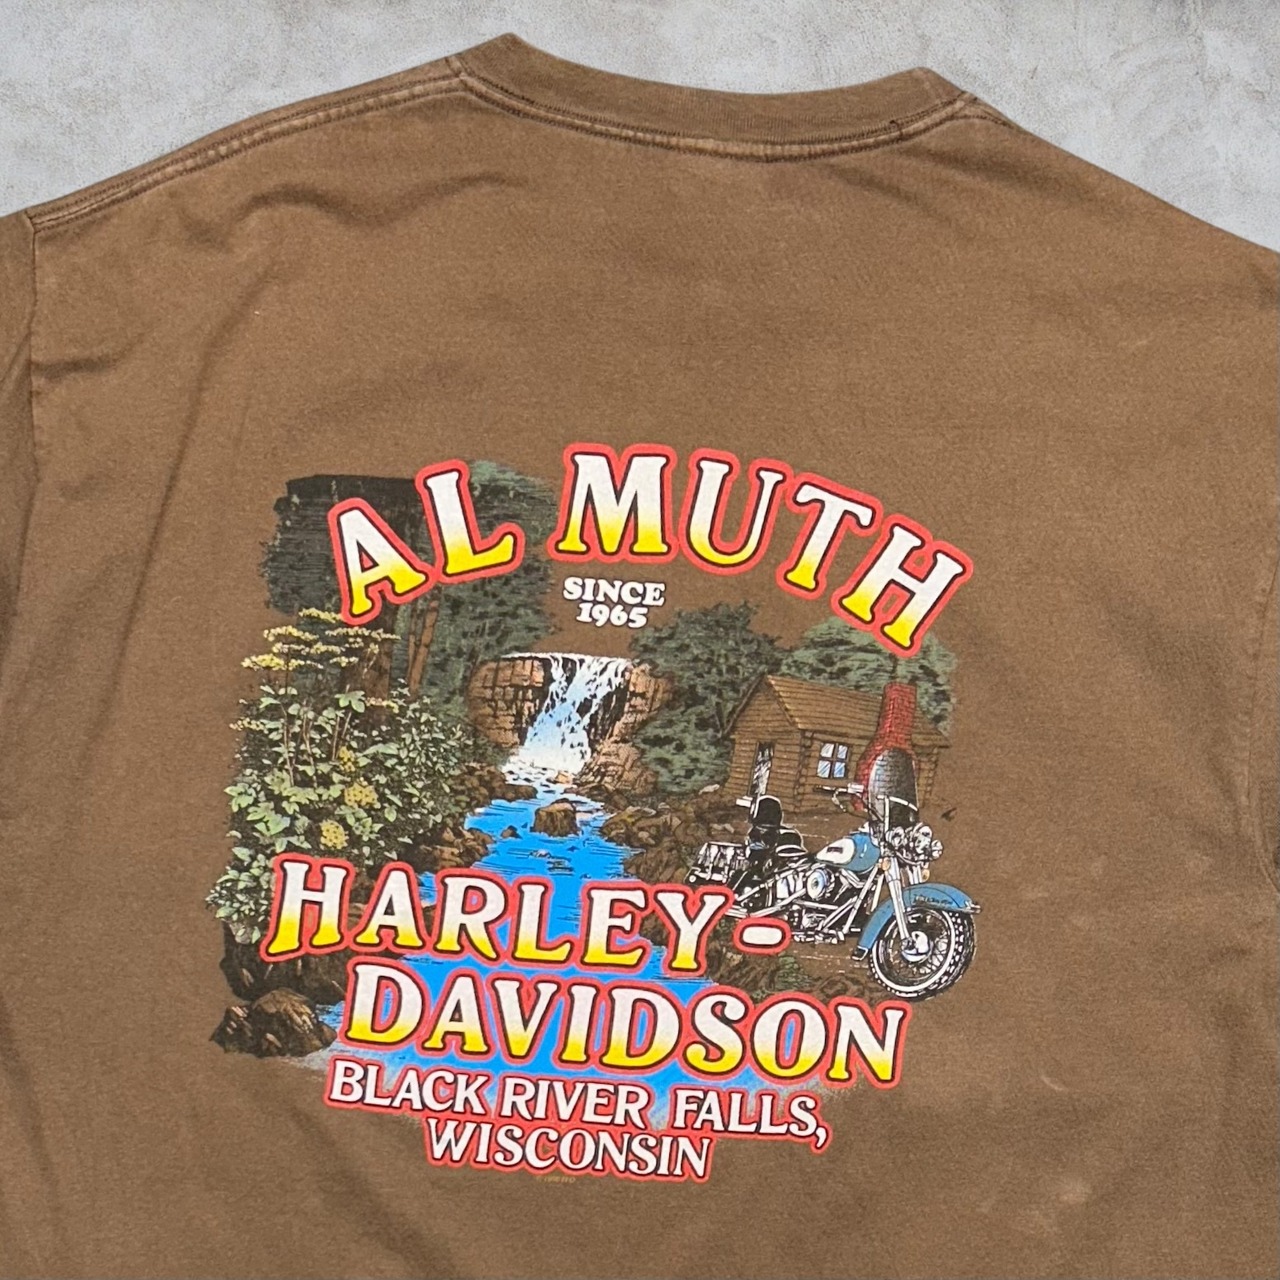 AL MUTH
SINCE
1965
HARLEY-
DAVIDSON
BLACK RIVER FALLS,
WISCONSIN